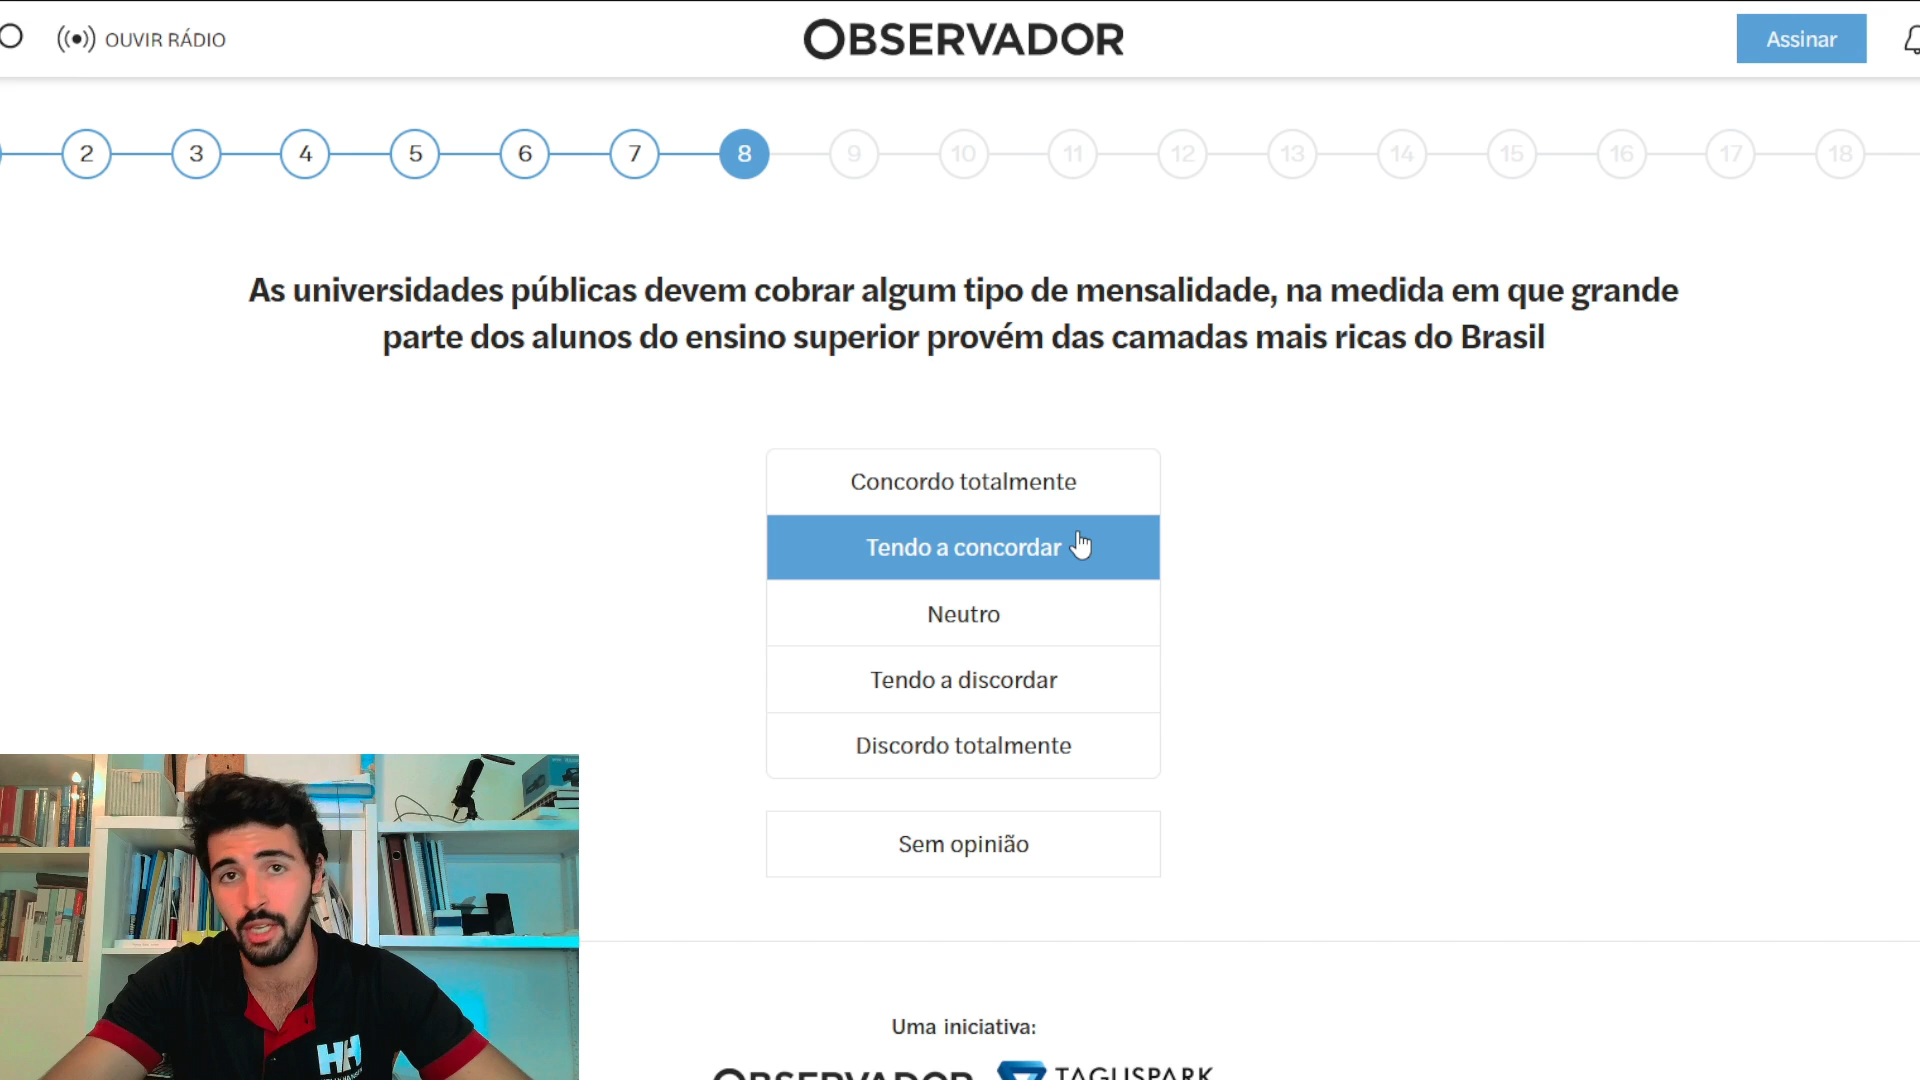 OUVIR RÁDIO
OBSERVADOR
Assinar
2
3
4
5
6
7
8
9
10
11
12
13
14
15
16
17
18
As universidades públicas devem cobrar algum tipo de mensalidade, na medida em que grande
parte dos alunos do ensino superior provém das camadas mais ricas do Brasil
Concordo totalmente
Tendo a concordar
Neutro
Tendo a discordar
Discordo totalmente
Sem opinião
HH
Uma iniciativa:
OBSERVADOR
TAGUSPARK